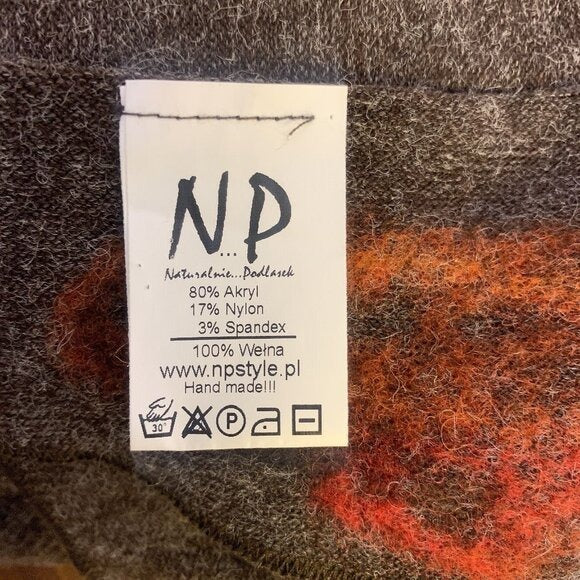 N...P
Naturalnie...Podlasek
80% Akryl
17% Nylon
3% Spandex
100% Wełna
www.npstyle.pl
Hand made!!!
30° P